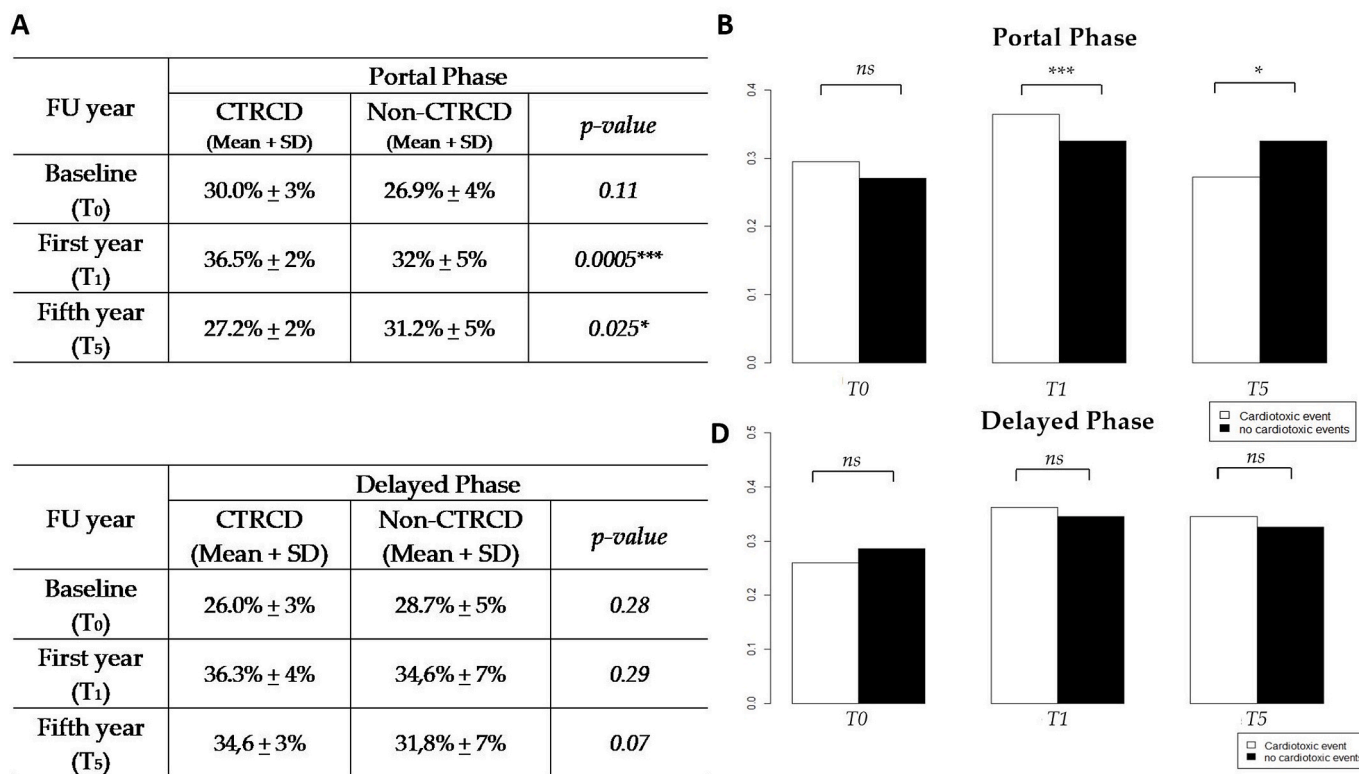 A
FU year
Portal Phase
CTRCD
(Mean + SD)
Non-CTRCD
(Mean + SD)
p-value
Baseline
(T0)
30.0% ± 3%
26.9% ± 4%
0.11
First year
(T1)
36.5% ± 2%
32% ± 5%
0.0005***
Fifth year
(T5)
27.2% ± 2%
31.2% ± 5%
0.025*
B
Portal Phase
ns
***
*
0.4
0.3
0.2
0.1
0.0
T0
T1
T5
Cardiotoxic event
no cardiotoxic events
FU year
Delayed Phase
CTRCD
(Mean + SD)
Non-CTRCD
(Mean + SD)
p-value
Baseline
(T0)
26.0% ± 3%
28.7% ± 5%
0.28
First year
(T1)
36.3% ± 4%
34,6% ± 7%
0.29
Fifth year
(T5)
34,6 ± 3%
31,8% ± 7%
0.07
D
Delayed Phase
ns
ns
ns
0.5
0.4
0.3
0.2
0.1
0.0
T0
T1
T5
Cardiotoxic event
no cardiotoxic events